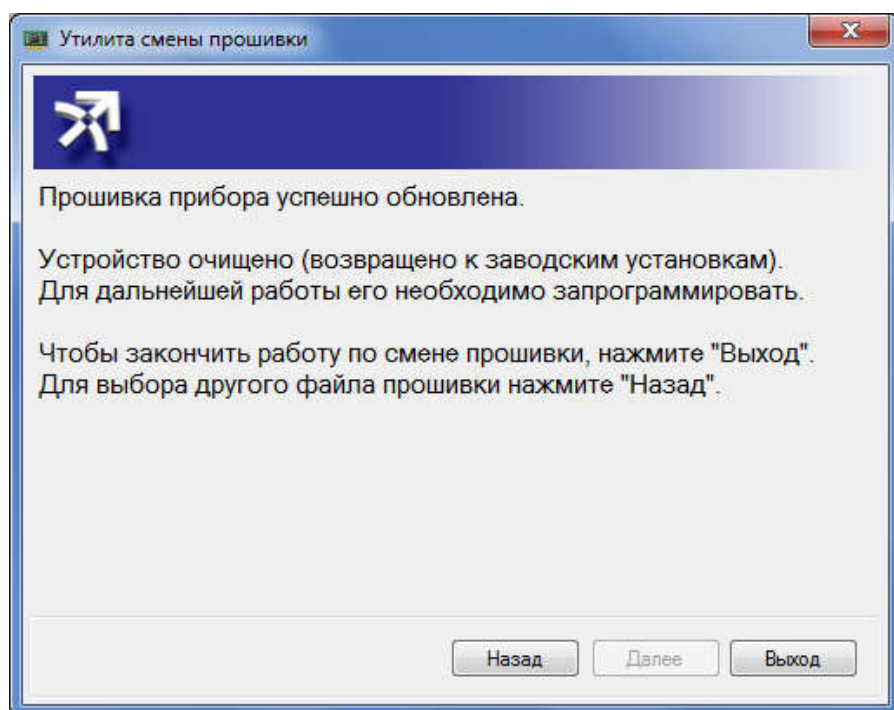 Утилита смены прошивки
Прошивка прибора успешно обновлена.
Устройство очищено (возвращено к заводским установкам).
Для дальнейшей работы его необходимо запрограммировать.
Чтобы закончить работу по смене прошивки, нажмите "Выход".
Для выбора другого файла прошивки нажмите "Назад".
Назад Далее Выход